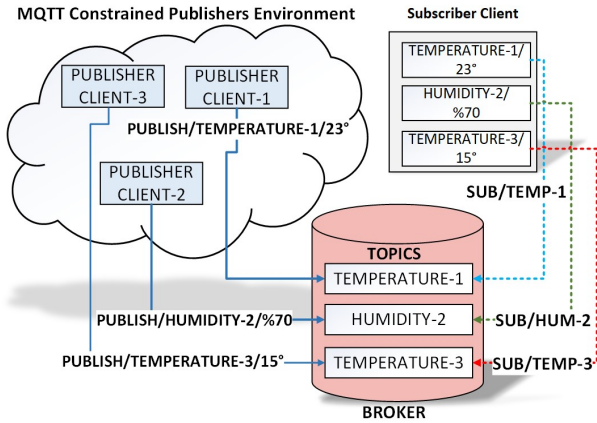 MQTT Constrained Publishers Environment
Subscriber Client
PUBLISHER
CLIENT-3
PUBLISHER
CLIENT-1
PUBLISH/TEMPERATURE-1/23°
PUBLISHER
CLIENT-2
TEMPERATURE-1/
23°
HUMIDITY-2/
%70
TEMPERATURE-3/
15°
SUB/TEMP-1
TOPICS
TEMPERATURE-1
PUBLISH/HUMIDITY-2/%70
HUMIDITY-2
SUB/HUM-2
PUBLISH/TEMPERATURE-3/15°
TEMPERATURE-3
SUB/TEMP-3
BROKER